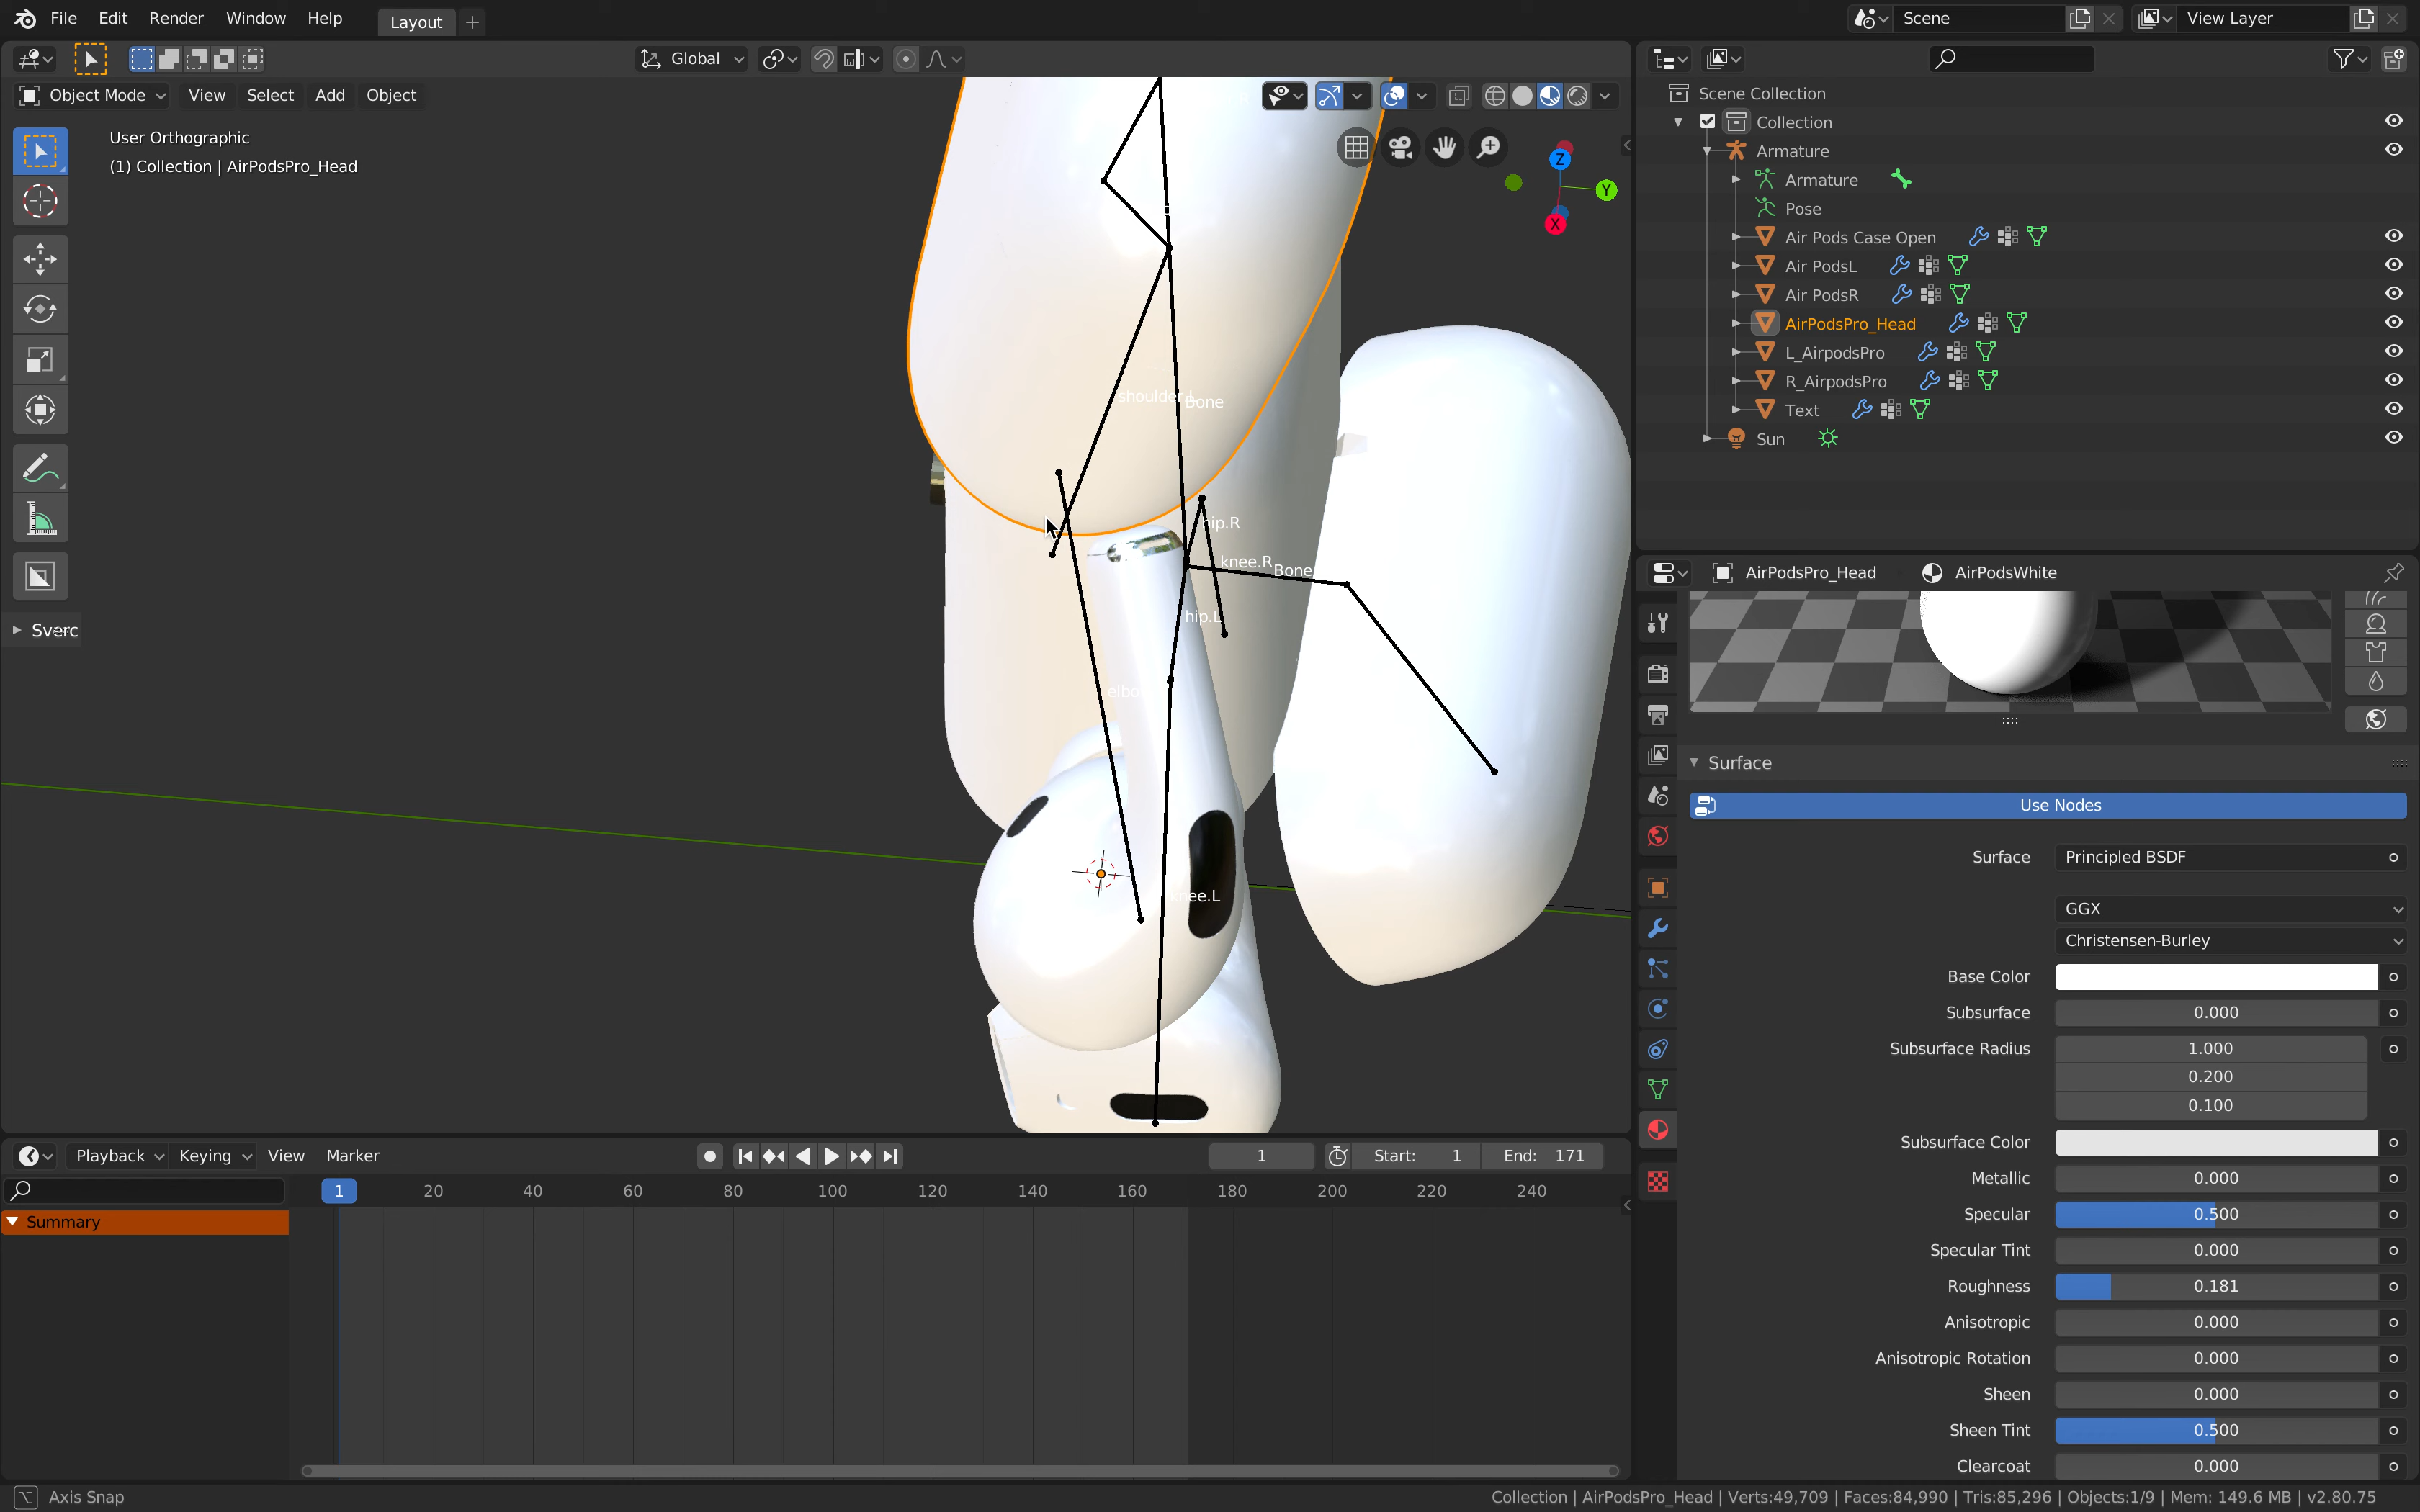 File Edit Render Window Help Layout Scene View Layer
Global
Object Mode View Select Add Object
User Orthographic
(1) Collection | AirPodsPro_Head
Z
Y
X
shoulder.L
Bone
hip.R
knee.R
Bone
hip.L
knee.L
Scene Collection
Collection
Armature
Armature
Pose
Air Pods Case Open
Air PodsL
Air PodsR
AirPodsPro_Head
L_AirpodsPro
R_AirpodsPro
Text
Sun
AirPodsPro_Head AirPodsWhite
Surface
Use Nodes
Surface Principled BSDF
GGX
Christensen-Burley
Base Color
Subsurface 0.000
Subsurface Radius 1.000
0.200
0.100
Subsurface Color
Metallic 0.000
Specular 0.500
Specular Tint 0.000
Roughness 0.181
Anisotropic 0.000
Anisotropic Rotation 0.000
Sheen 0.000
Sheen Tint 0.500
Clearcoat 0.000
Playback Keying View Marker 1 Start: 1 End: 171
1 20 40 60 80 100 120 140 160 180 200 220 240
Summary
Axis Snap
Collection | AirPodsPro_Head | Verts:49,709 | Faces:84,990 | Tris:85,296 | Objects:1/9 | Mem: 149.6 MB | v2.80.75